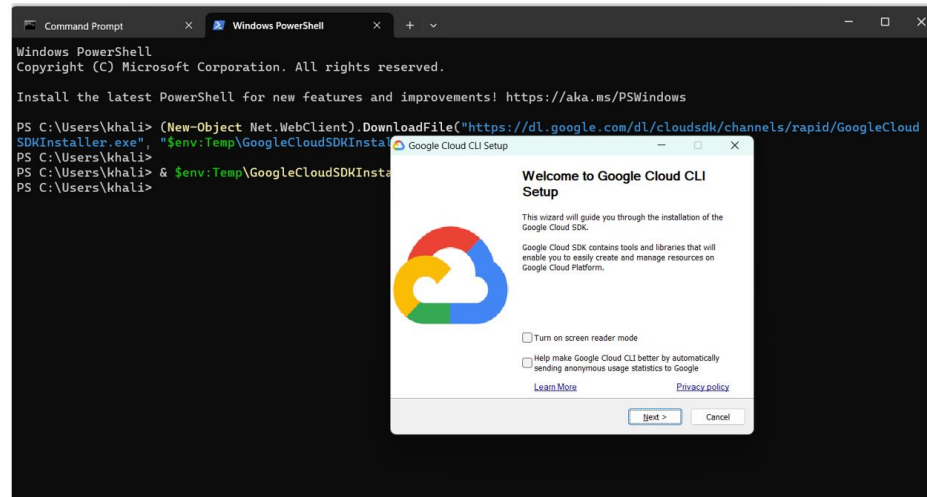 Command Prompt
Windows PowerShell
Windows PowerShell
Copyright (C) Microsoft Corporation. All rights reserved.
Install the latest PowerShell for new features and improvements! https://aka.ms/PSWindows
PS C:\Users\khali> (New-Object Net.WebClient).DownloadFile("https://dl.google.com/dl/cloudsdk/channels/rapid/GoogleCloud
SDKInstaller.exe", "$env:Temp\GoogleCloudSDKInstal
PS C:\Users\khali>
PS C:\Users\khali> & $env:Temp\GoogleCloudSDKInsta
PS C:\Users\khali>
Google Cloud CLI Setup
Welcome to Google Cloud CLI
Setup
This wizard will guide you through the installation of the
Google Cloud SDK.
Google Cloud SDK contains tools and libraries that will
enable you to easily create and manage resources on
Google Cloud Platform.
Turn on screen reader mode
Help make Google Cloud CLI better by automatically
sending anonymous usage statistics to Google
Learn More
Privacy policy
Next >
Cancel